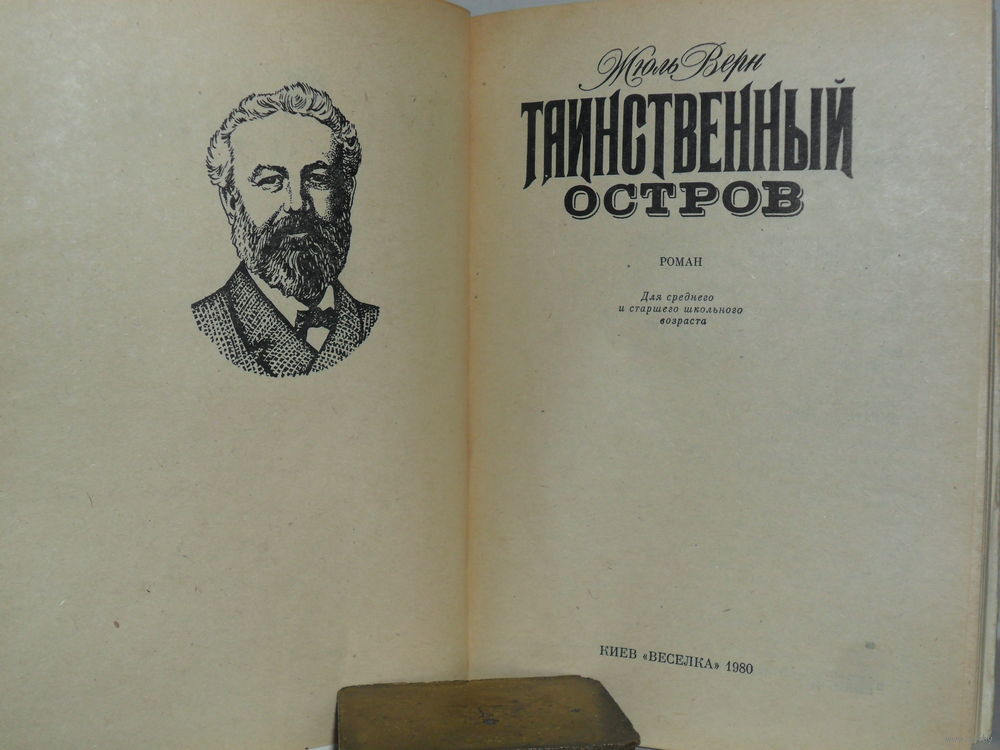 Жюль Верн
ТАИНСТВЕННЫЙ
ОСТРОВ
РОМАН
Для среднего
и старшего школьного
возраста
КИЕВ «ВЕСЕЛКА» 1980